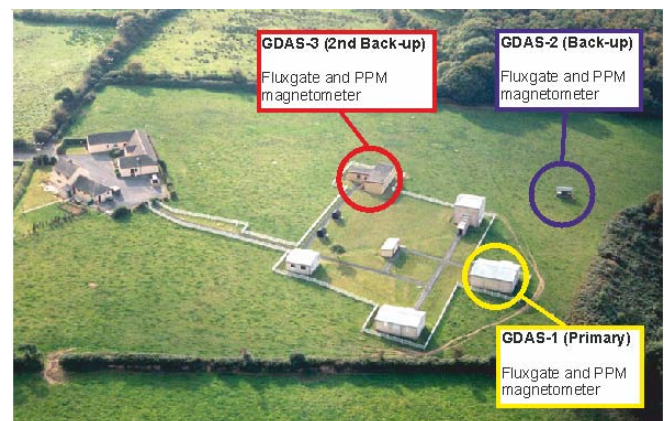 GDAS-3 (2nd Back-up)
Fluxgate and PPM
magnetometer
GDAS-2 (Back-up)
Fluxgate and PPM
magnetometer
GDAS-1 (Primary)
Fluxgate and PPM
magnetometer